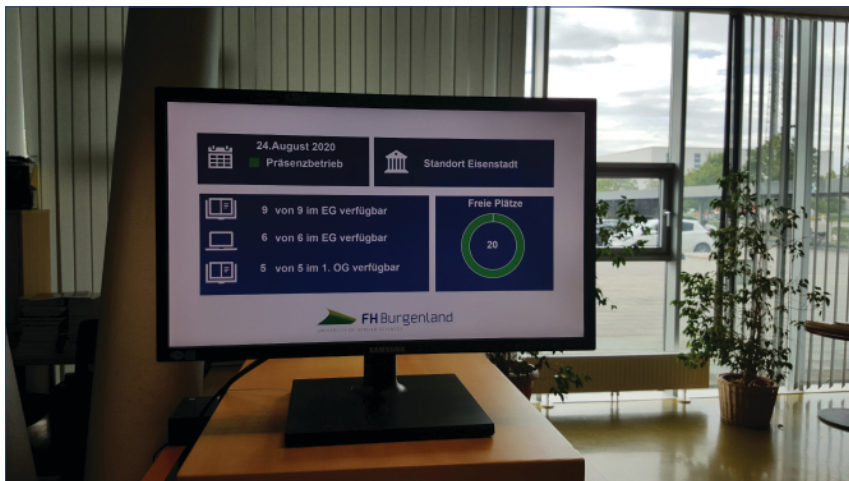 24.August 2020
Präsenzbetrieb
Standort Eisenstadt
9 von 9 im EG verfügbar
6 von 6 im EG verfügbar
5 von 5 im 1. OG verfügbar
Freie Plätze
20
FH Burgenland
SAMSUNG